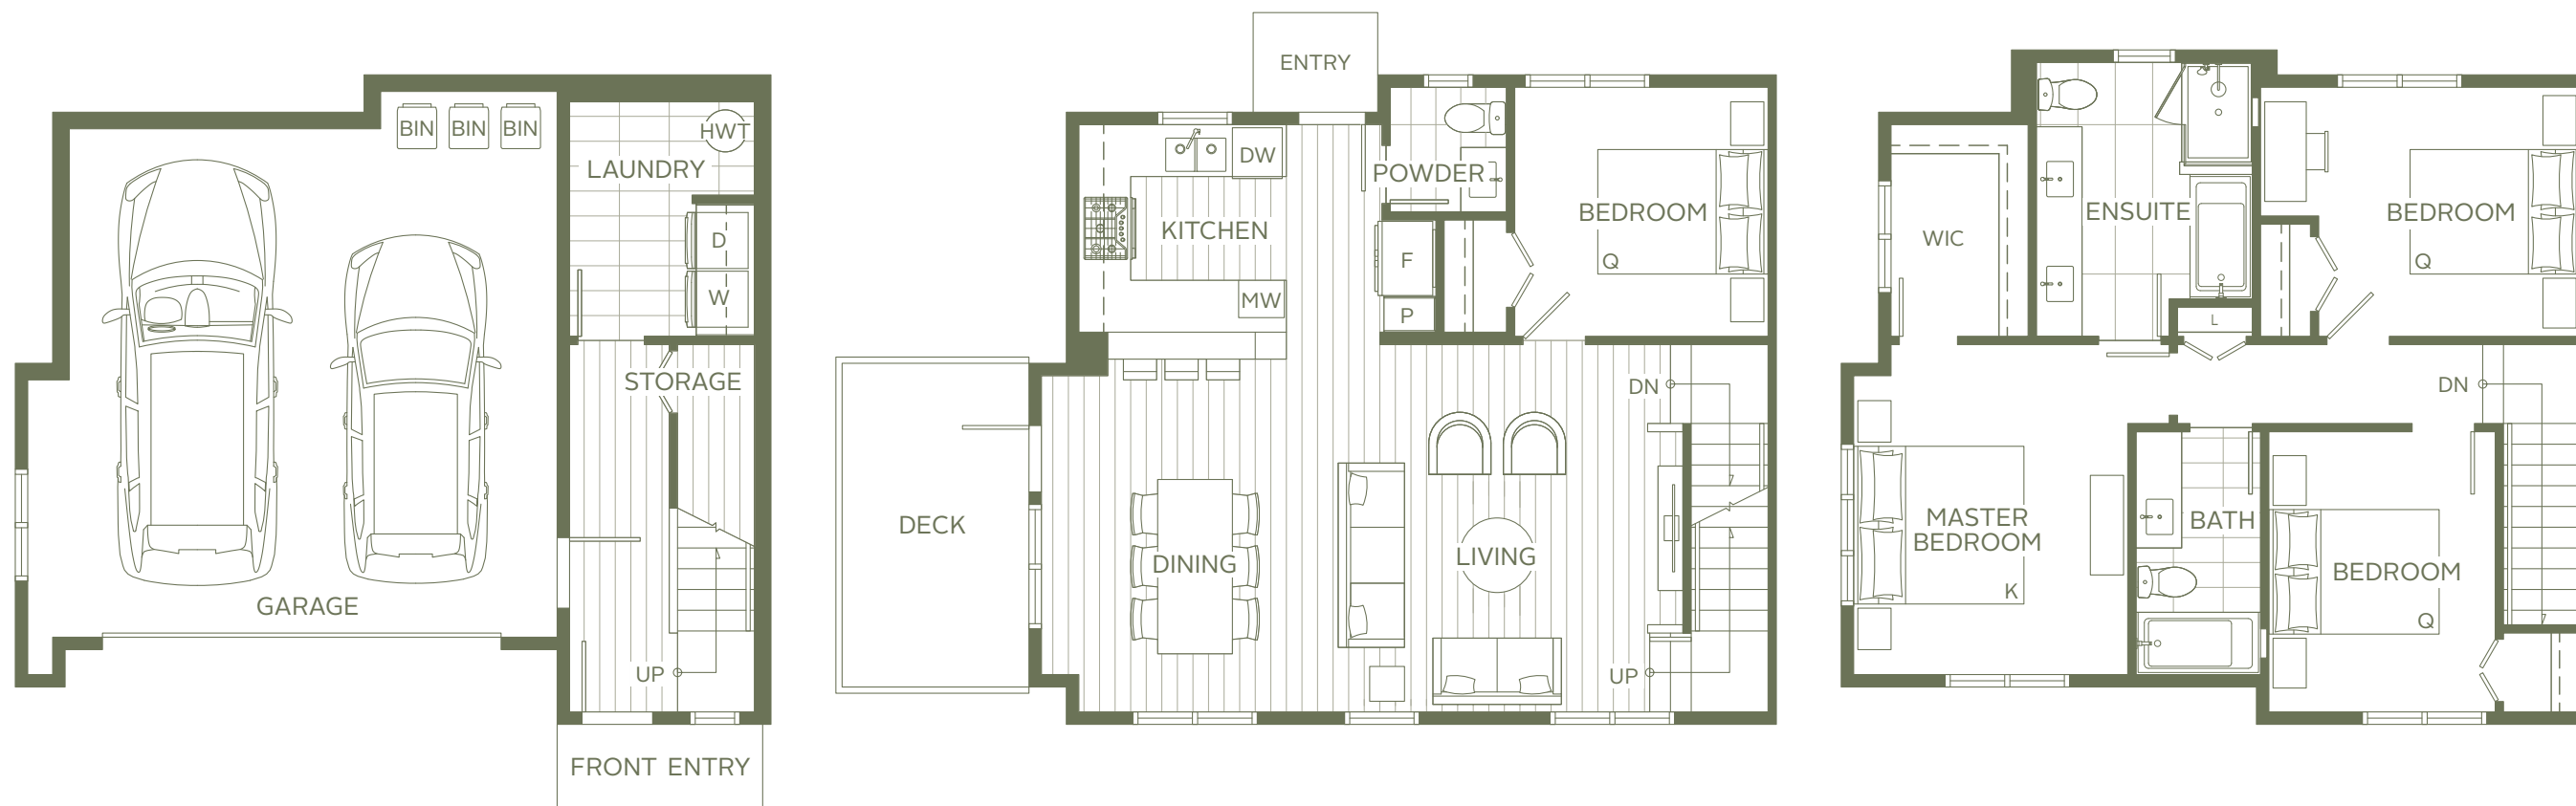 BIN BIN BIN
HWT
LAUNDRY
D
W
STORAGE
GARAGE
UP
FRONT ENTRY
ENTRY
DW
POWDER
KITCHEN
BEDROOM
F
Q
MW
P
DN
DECK
DINING
LIVING
UP
ENSUITE
BEDROOM
WIC
Q
L
DN
MASTER
BEDROOM
BATH
K
BEDROOM
Q